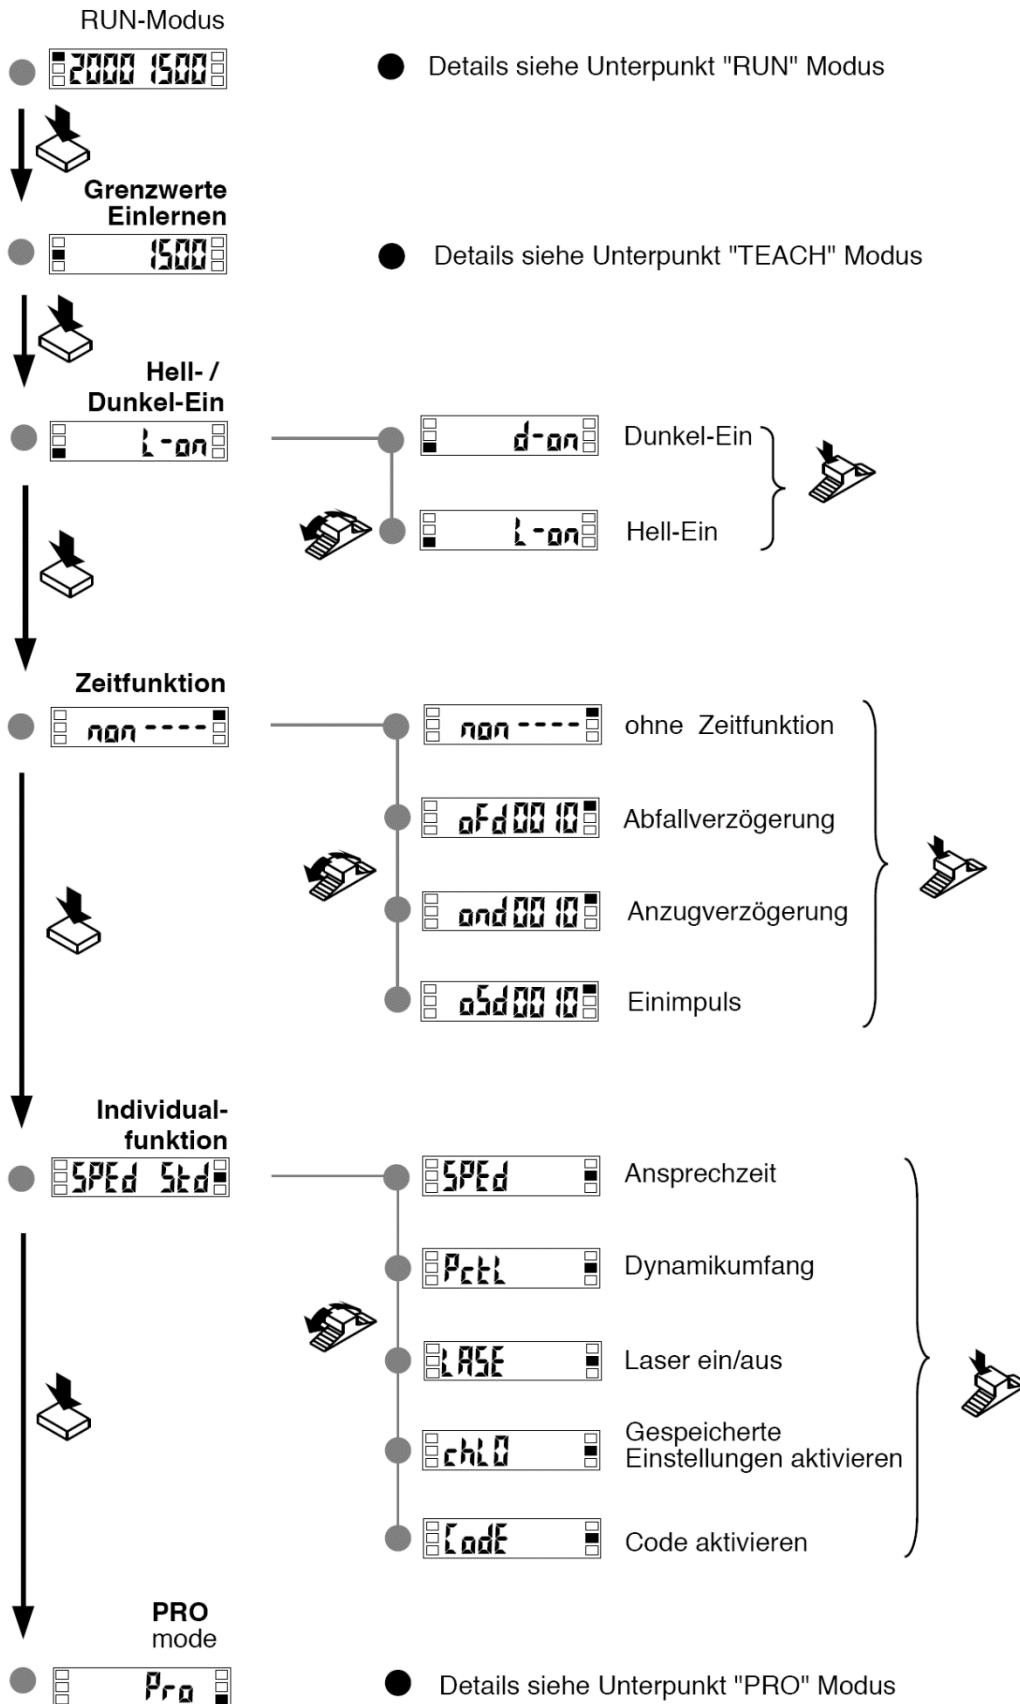 RUN-Modus
2000 1500
Details siehe Unterpunkt "RUN" Modus
Grenzwerte
Einlernen
1500
Details siehe Unterpunkt "TEACH" Modus
Hell- /
Dunkel-Ein
L-on
d-on
Dunkel-Ein
L-on
Hell-Ein
Zeitfunktion
non ----
non ----
ohne Zeitfunktion
oFd 0010
Abfallverzögerung
ond 0010
Anzugverzögerung
oSd 0010
Einimpuls
Individual-
funktion
SPEd Std
SPEd
Ansprechzeit
PctL
Dynamikumfang
LASE
Laser ein/aus
chLO
Gespeicherte
Einstellungen aktivieren
CodE
Code aktivieren
PRO
mode
Pro
Details siehe Unterpunkt "PRO" Modus